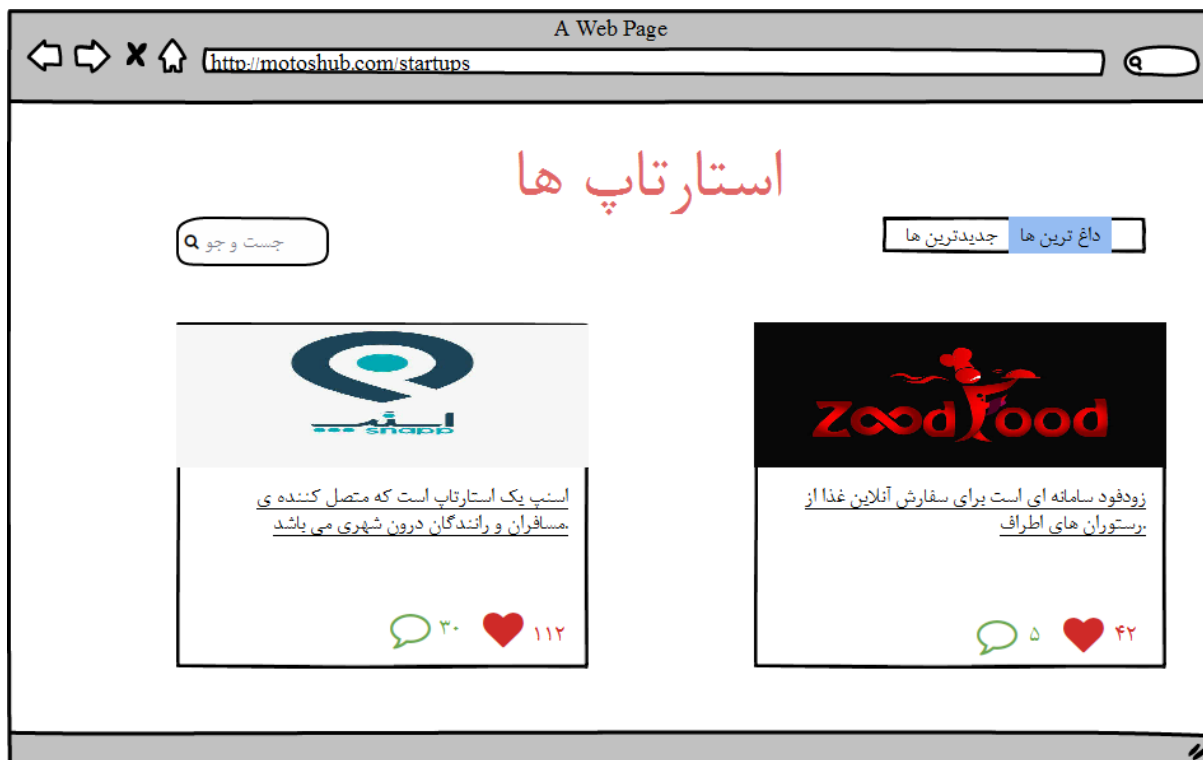 A Web Page
http://motoshub.com/startups
استارتاپ ها
داغ ترین ها
جدیدترین ها
جست و جو
ZoodFood
زودفود سامانه ای است برای سفارش آنلاین غذا از
رستوران های اطراف.
۴۲
۵
اسنپ
snapp
اسنپ یک استارتاپ است که متصل کننده ی
مسافران و رانندگان درون شهری می باشد.
۱۱۲
۳۰